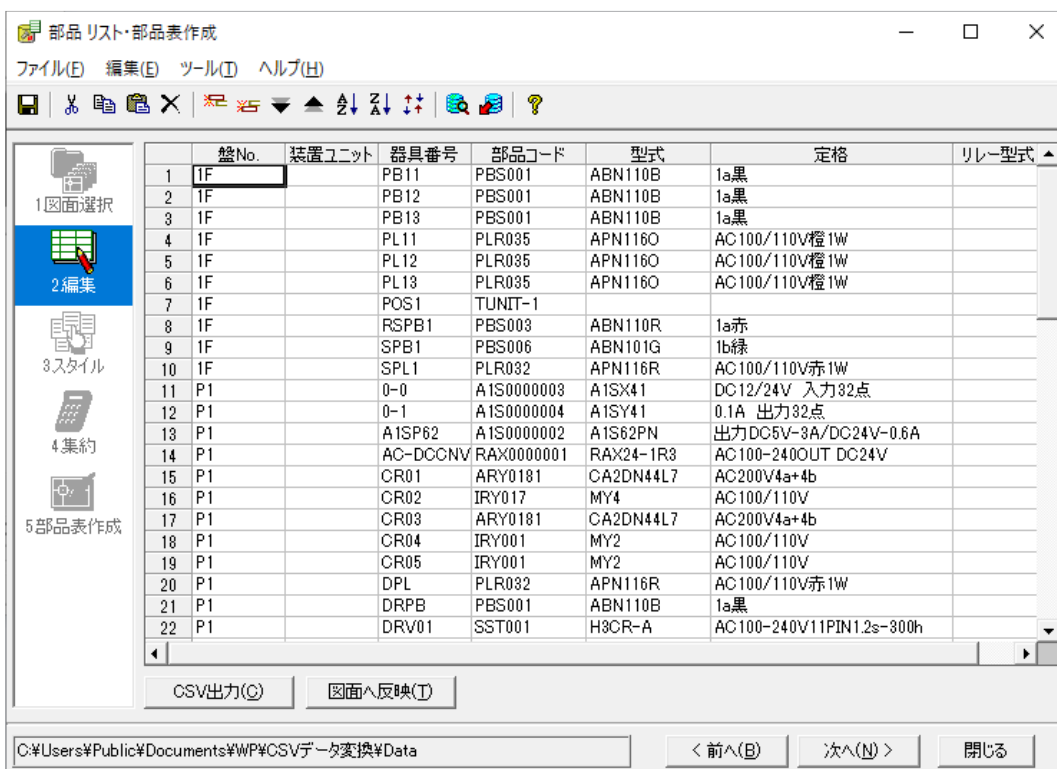 部品リスト・部品表作成
ファイル(F) 編集(E) ツール(T) ヘルプ(H)
1.図面選択
2.編集
3.スタイル
4.集約
5.部品表作成
盤No. 装置ユニット 器具番号 部品コード 型式 定格 リレー型式
1 1F PB11 PBS001 ABN110B 1a黒
2 1F PB12 PBS001 ABN110B 1a黒
3 1F PB13 PBS001 ABN110B 1a黒
4 1F PL11 PLR035 APN116O AC100/110V橙1W
5 1F PL12 PLR035 APN116O AC100/110V橙1W
6 1F PL13 PLR035 APN116O AC100/110V橙1W
7 1F POS1 TUNIT-1
8 1F RSPB1 PBS003 ABN110R 1a赤
9 1F SPB1 PBS006 ABN101G 1b緑
10 1F SPL1 PLR032 APN116R AC100/110V赤1W
11 P1 0-0 A1S0000003 A1SX41 DC12/24V 入力32点
12 P1 0-1 A1S0000004 A1SY41 0.1A 出力32点
13 P1 A1SP62 A1S0000002 A1S62PN 出力DC5V-3A/DC24V-0.6A
14 P1 AC-DCCNV RAX0000001 RAX24-1R3 AC100-240OUT DC24V
15 P1 CR01 ARY0181 CA2DN44L7 AC200V4a+4b
16 P1 CR02 IRY017 MY4 AC100/110V
17 P1 CR03 ARY0181 CA2DN44L7 AC200V4a+4b
18 P1 CR04 IRY001 MY2 AC100/110V
19 P1 CR05 IRY001 MY2 AC100/110V
20 P1 DPL PLR032 APN116R AC100/110V赤1W
21 P1 DRPB PBS001 ABN110B 1a黒
22 P1 DRV01 SST001 H3CR-A AC100-240V11PIN1.2s-300h
CSV出力(C) 図面へ反映(T)
C:¥Users¥Public¥Documents¥WP¥CSVデータ変換¥Data
< 前へ(B) 次へ(N) > 閉じる